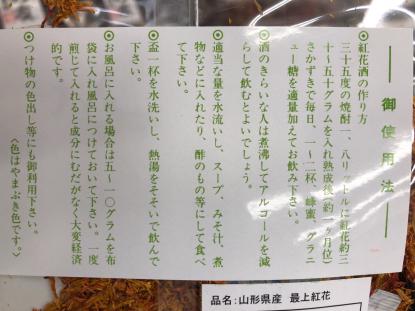 御使用法
◉紅花酒の作り方
三十五度の焼酎一、八リットルに紅花約三
十〜五十グラムを入れ熟成後(約一ヶ月位)
さかずきで毎日、一〜二杯、蜂蜜、グラニ
ュー糖を適量加えてお飲み下さい。
◉酒のきらいな人は煮沸してアルコールを減
らして飲むとよいでしょう。
◉適当な量を水流いし、スープ、みそ汁、煮
物などに入れたり、酢のもの等にして食べ
て下さい。
◉盃一杯を水洗いし、熱湯をそそいで飲んで
下さい。
◉お風呂に入れる場合は五〜一〇グラムを布
袋に入れ風呂につけておいて下さい。一度
煎じて入れると成分にむだがなく大変経済
的です。
◉つけ物の色出し等にも御利用下さい。
〈色はやまぶき色です。〉
品名:山形県産 最上紅花